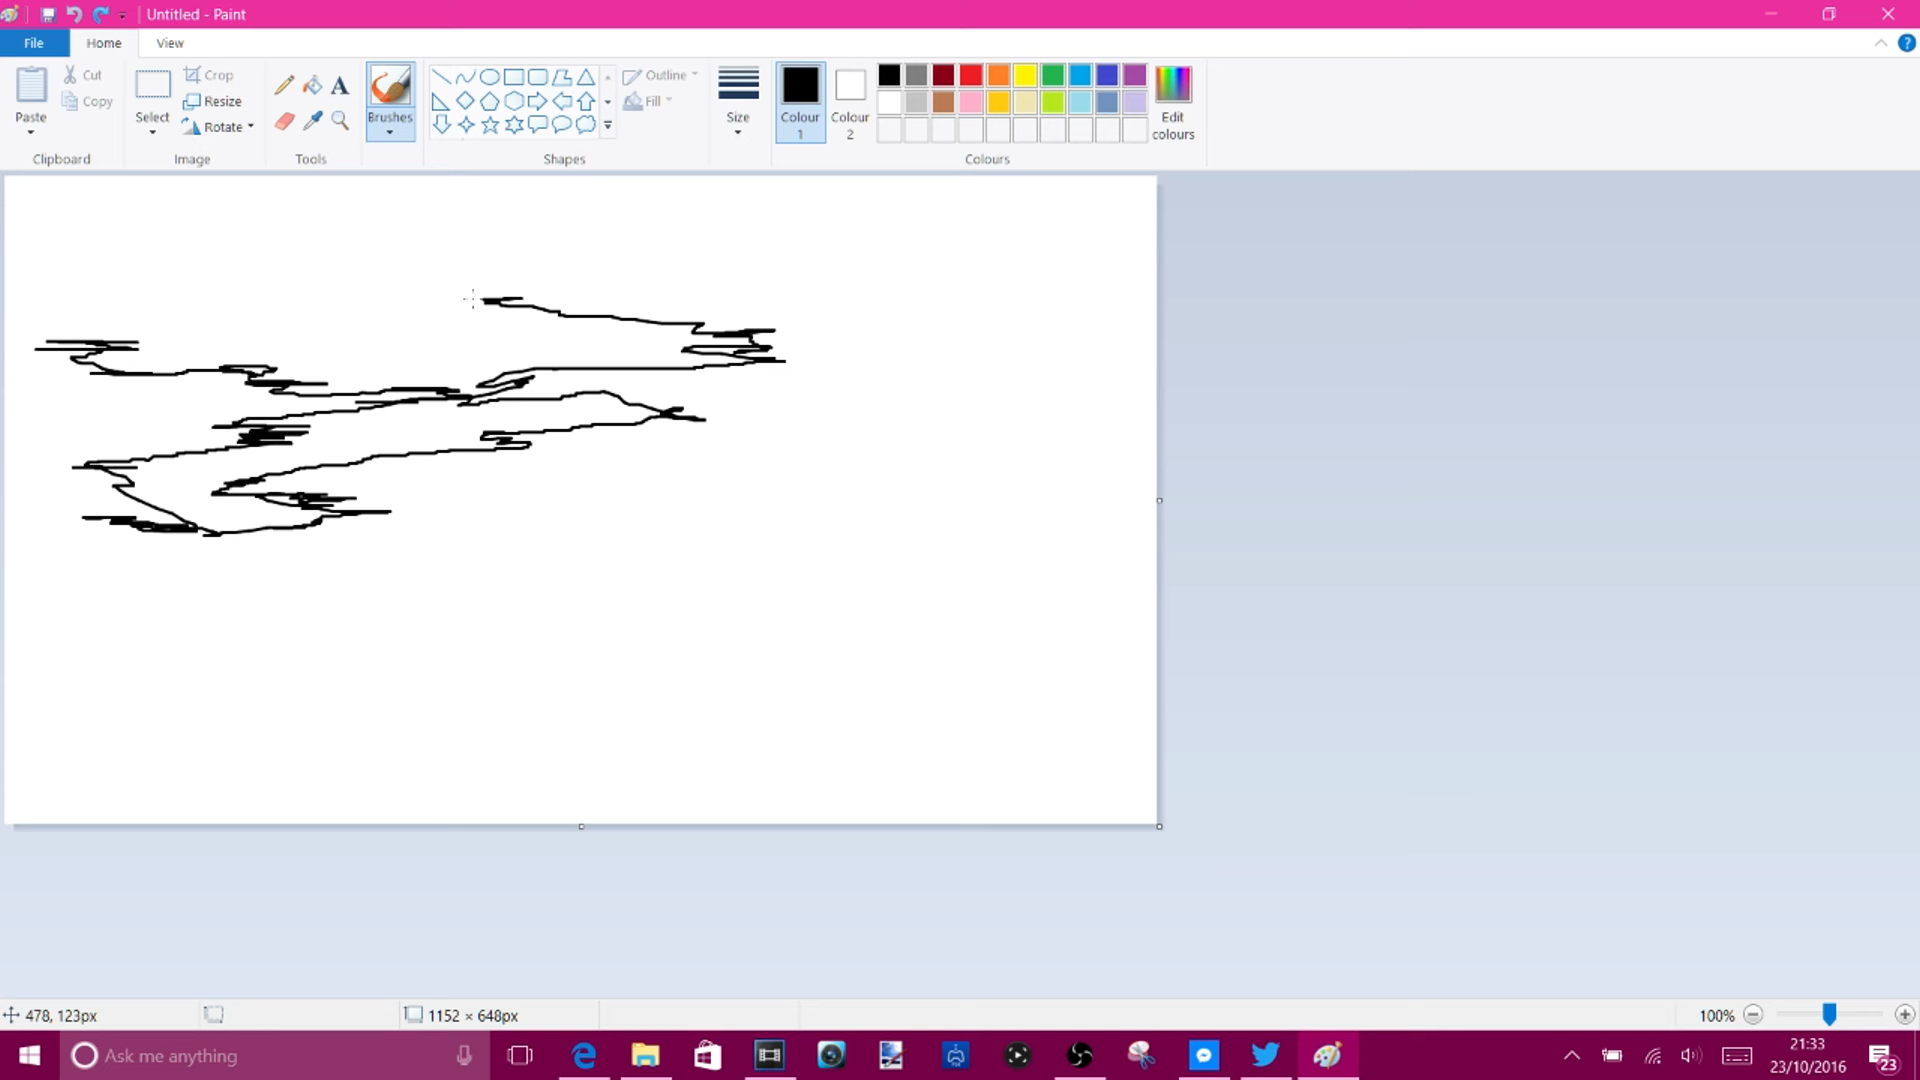 Untitled - Paint
File Home View
Paste
Cut
Copy
Clipboard
Select
Crop
Resize
Rotate
Image
A
Tools
Brushes
Shapes
Outline
Fill
Size
Colour 1
Colour 2
Edit colours
Colours
478, 123px
1152 × 648px
100%
Ask me anything
21:33
23/10/2016
23